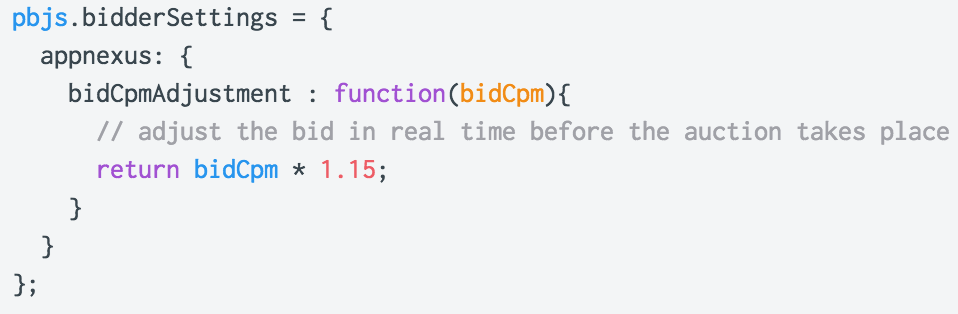 pbjs.bidderSettings = {
  appnexus: {
    bidCpmAdjustment : function(bidCpm){
      // adjust the bid in real time before the auction takes place
      return bidCpm * 1.15;
    }
  }
};